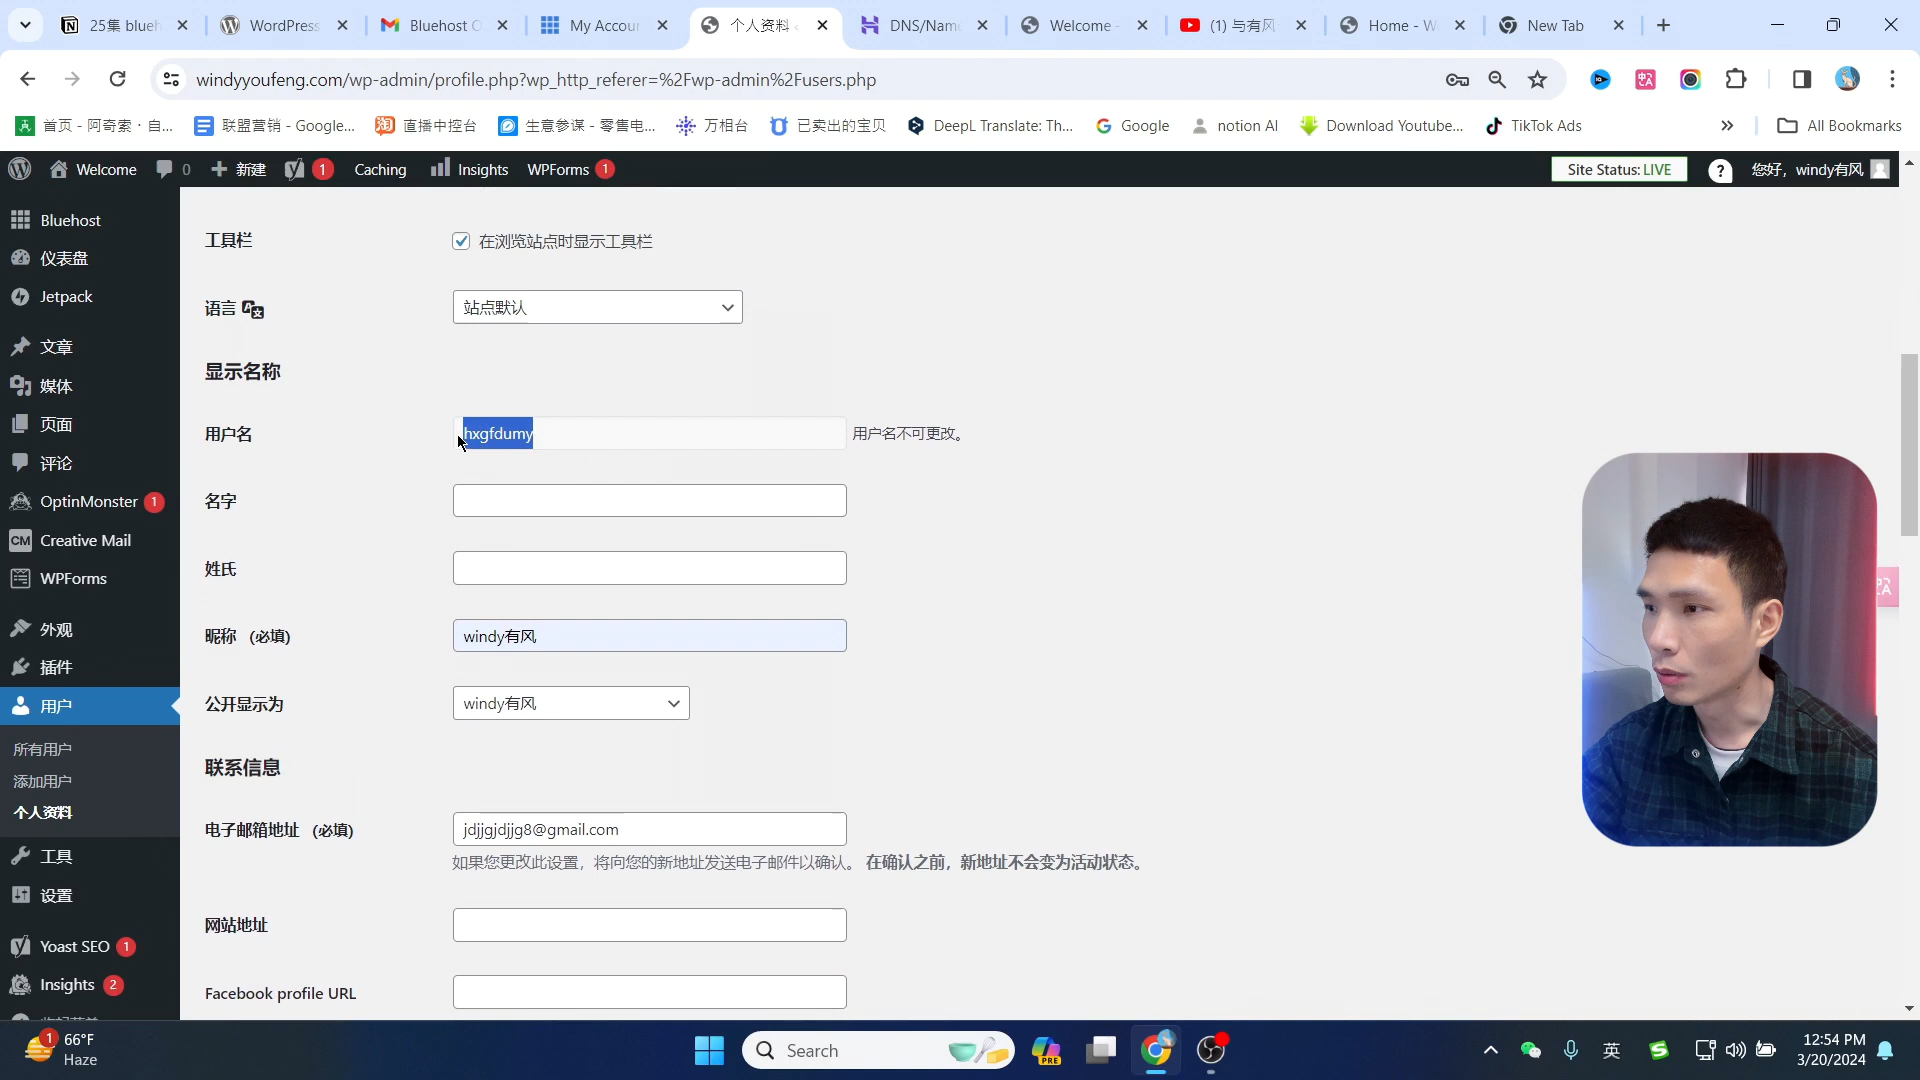 25集 blueh
WordPress
Bluehost O
My Accou
个人资料 ‹
DNS/Name
Welcome -
(1) 与有风
Home - W
New Tab
windyyoufeng.com/wp-admin/profile.php?wp_http_referer=%2Fwp-admin%2Fusers.php
首页 - 阿奇索 · 自...
联盟营销 - Google...
直播中控台
生意参谋 - 零售电...
万相台
已卖出的宝贝
DeepL Translate: Th...
Google
notion AI
Download Youtube...
TikTok Ads
All Bookmarks
Welcome
0
新建
1
Caching
Insights
WPForms 1
Site Status: LIVE
您好，windy有风
Bluehost
仪表盘
Jetpack
文章
媒体
页面
评论
OptinMonster 1
Creative Mail
WPForms
外观
插件
用户
所有用户
添加用户
个人资料
工具
设置
Yoast SEO 1
Insights 2
工具栏
在浏览站点时显示工具栏
语言
站点默认
显示名称
用户名
hxgfdumy
用户名不可更改。
名字
姓氏
昵称 (必填)
windy有风
公开显示为
windy有风
联系信息
电子邮箱地址 (必填)
jdjjgjdjjg8@gmail.com
如果您更改此设置，将向您的新地址发送电子邮件以确认。 在确认之前，新地址不会变为活动状态。
网站地址
Facebook profile URL
1
66°F
Haze
Search
PRE
英
12:54 PM
3/20/2024